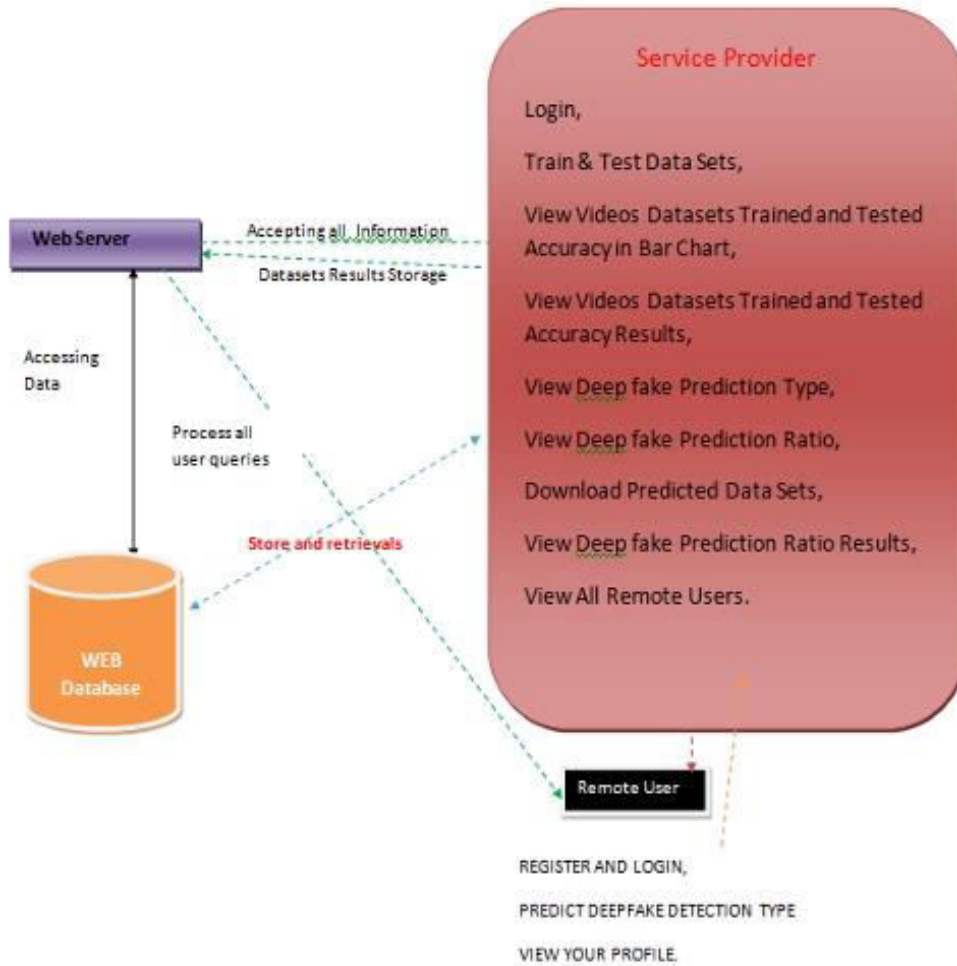 Service Provider
Login,
Train & Test Data Sets,
View Videos Datasets Trained and Tested
Accuracy in Bar Chart,
View Videos Datasets Trained and Tested
Accuracy Results,
View Deep fake Prediction Type,
View Deep fake Prediction Ratio,
Download Predicted Data Sets,
View Deep fake Prediction Ratio Results,
View All Remote Users.
Web Server
Accepting all Information
Datasets Results Storage
Accessing
Data
Process all
user queries
Store and retrievals
WEB
Database
Remote User
REGISTER AND LOGIN,
PREDICT DEEPFAKE DETECTION TYPE
VIEW YOUR PROFILE.